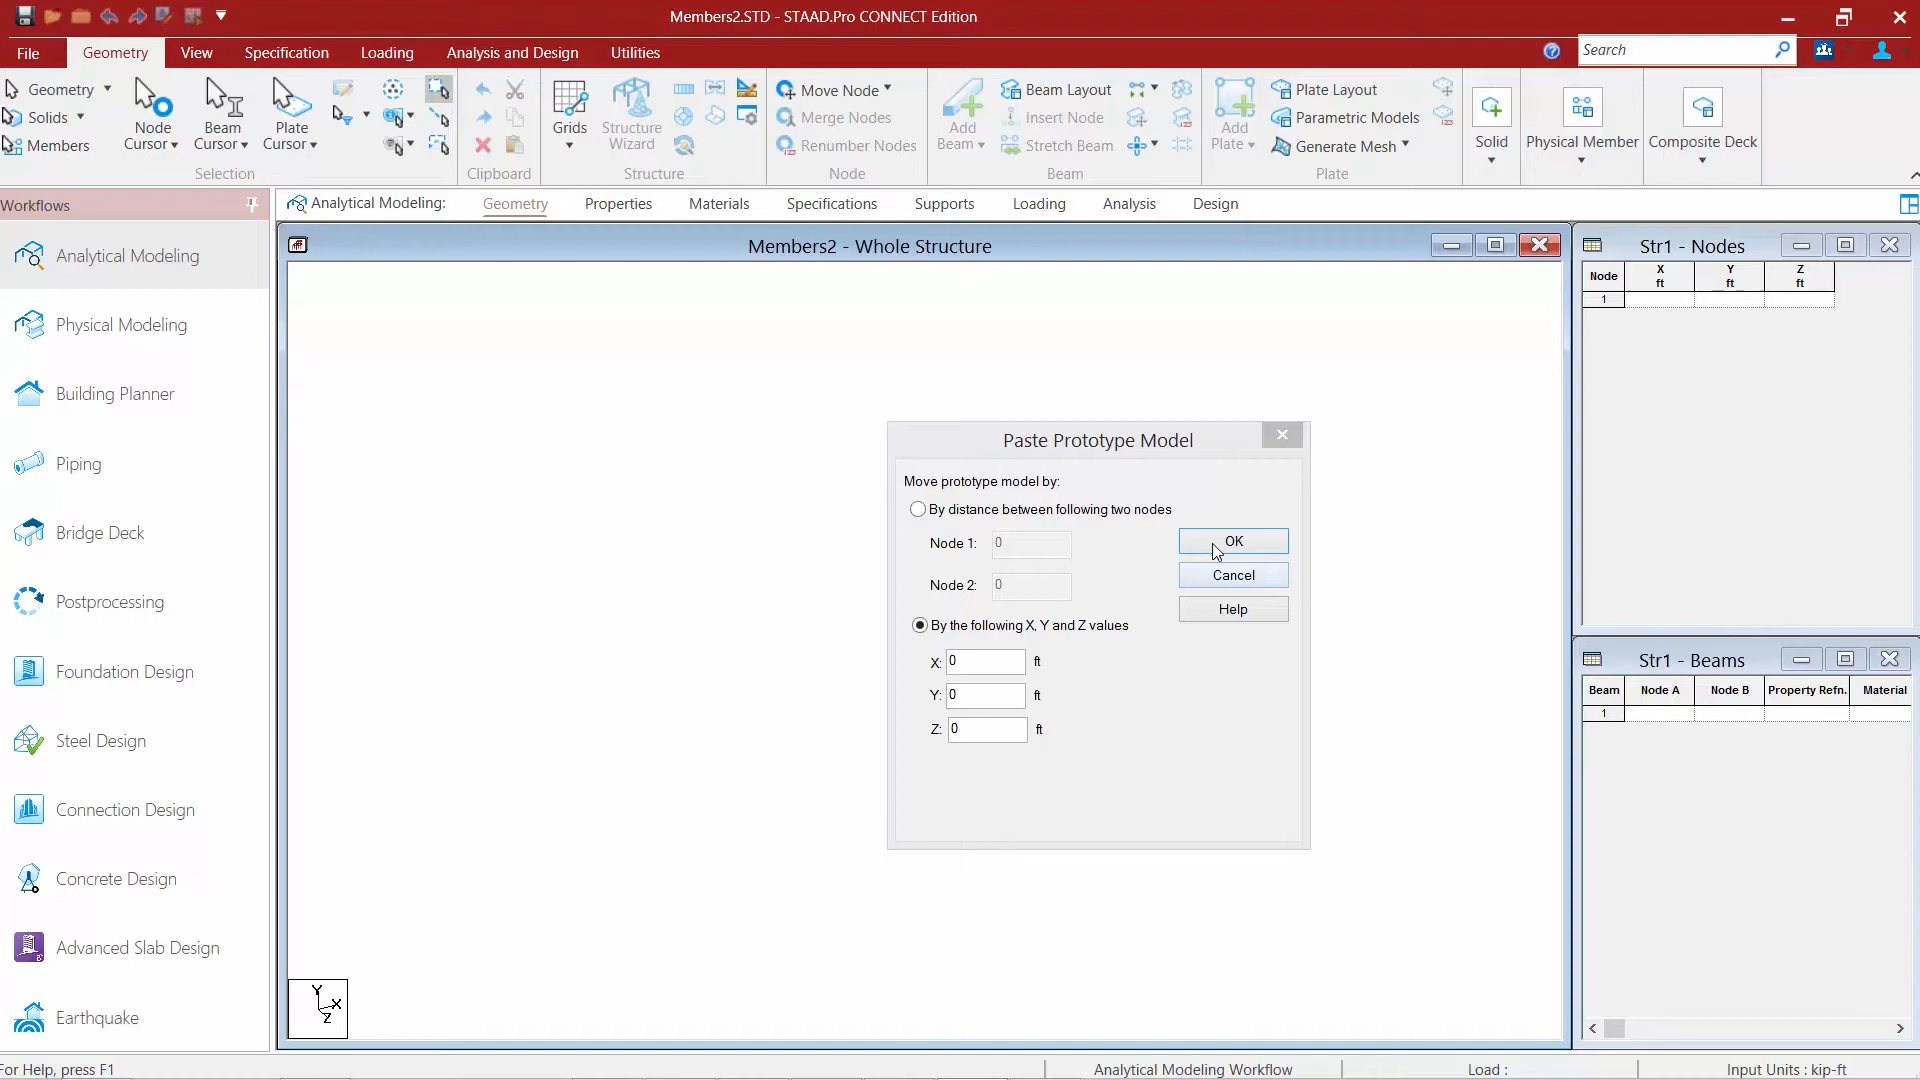 Members2.STD - STAAD.Pro CONNECT Edition
File
Geometry
View
Specification
Loading
Analysis and Design
Utilities
Search
Geometry
Solids
Members
Node Cursor
Beam Cursor
Plate Cursor
Selection
Clipboard
Grids
Structure Wizard
Structure
Move Node
Merge Nodes
Renumber Nodes
Node
Add Beam
Beam Layout
Insert Node
Stretch Beam
Beam
Add Plate
Plate Layout
Parametric Models
Generate Mesh
Plate
Solid
Physical Member
Composite Deck
Workflows
Analytical Modeling:
Geometry
Properties
Materials
Specifications
Supports
Loading
Analysis
Design
Analytical Modeling
Physical Modeling
Building Planner
Piping
Bridge Deck
Postprocessing
Foundation Design
Steel Design
Connection Design
Concrete Design
Advanced Slab Design
Earthquake
Members2 - Whole Structure
Y
X
Z
Paste Prototype Model
Move prototype model by:
By distance between following two nodes
Node 1: 0
Node 2: 0
OK
Cancel
Help
By the following X, Y and Z values
X: 0 ft
Y: 0 ft
Z: 0 ft
Str1 - Nodes
Node X ft Y ft Z ft
1
Str1 - Beams
Beam Node A Node B Property Refn. Material
1
For Help, press F1
Analytical Modeling Workflow
Load :
Input Units : kip-ft